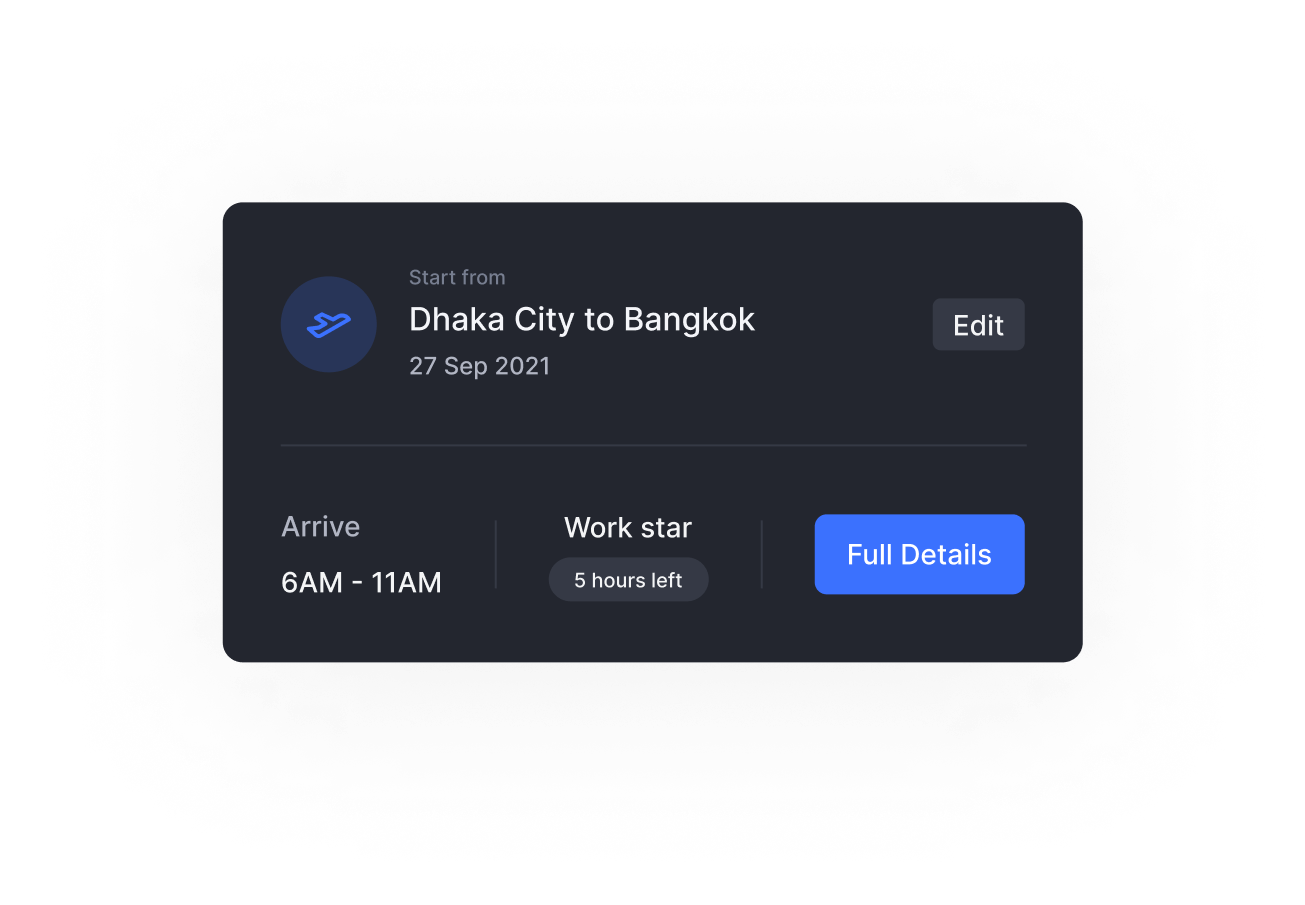 Start from
Dhaka City to Bangkok
27 Sep 2021
Edit
Arrive
6AM - 11AM
Work star
5 hours left
Full Details